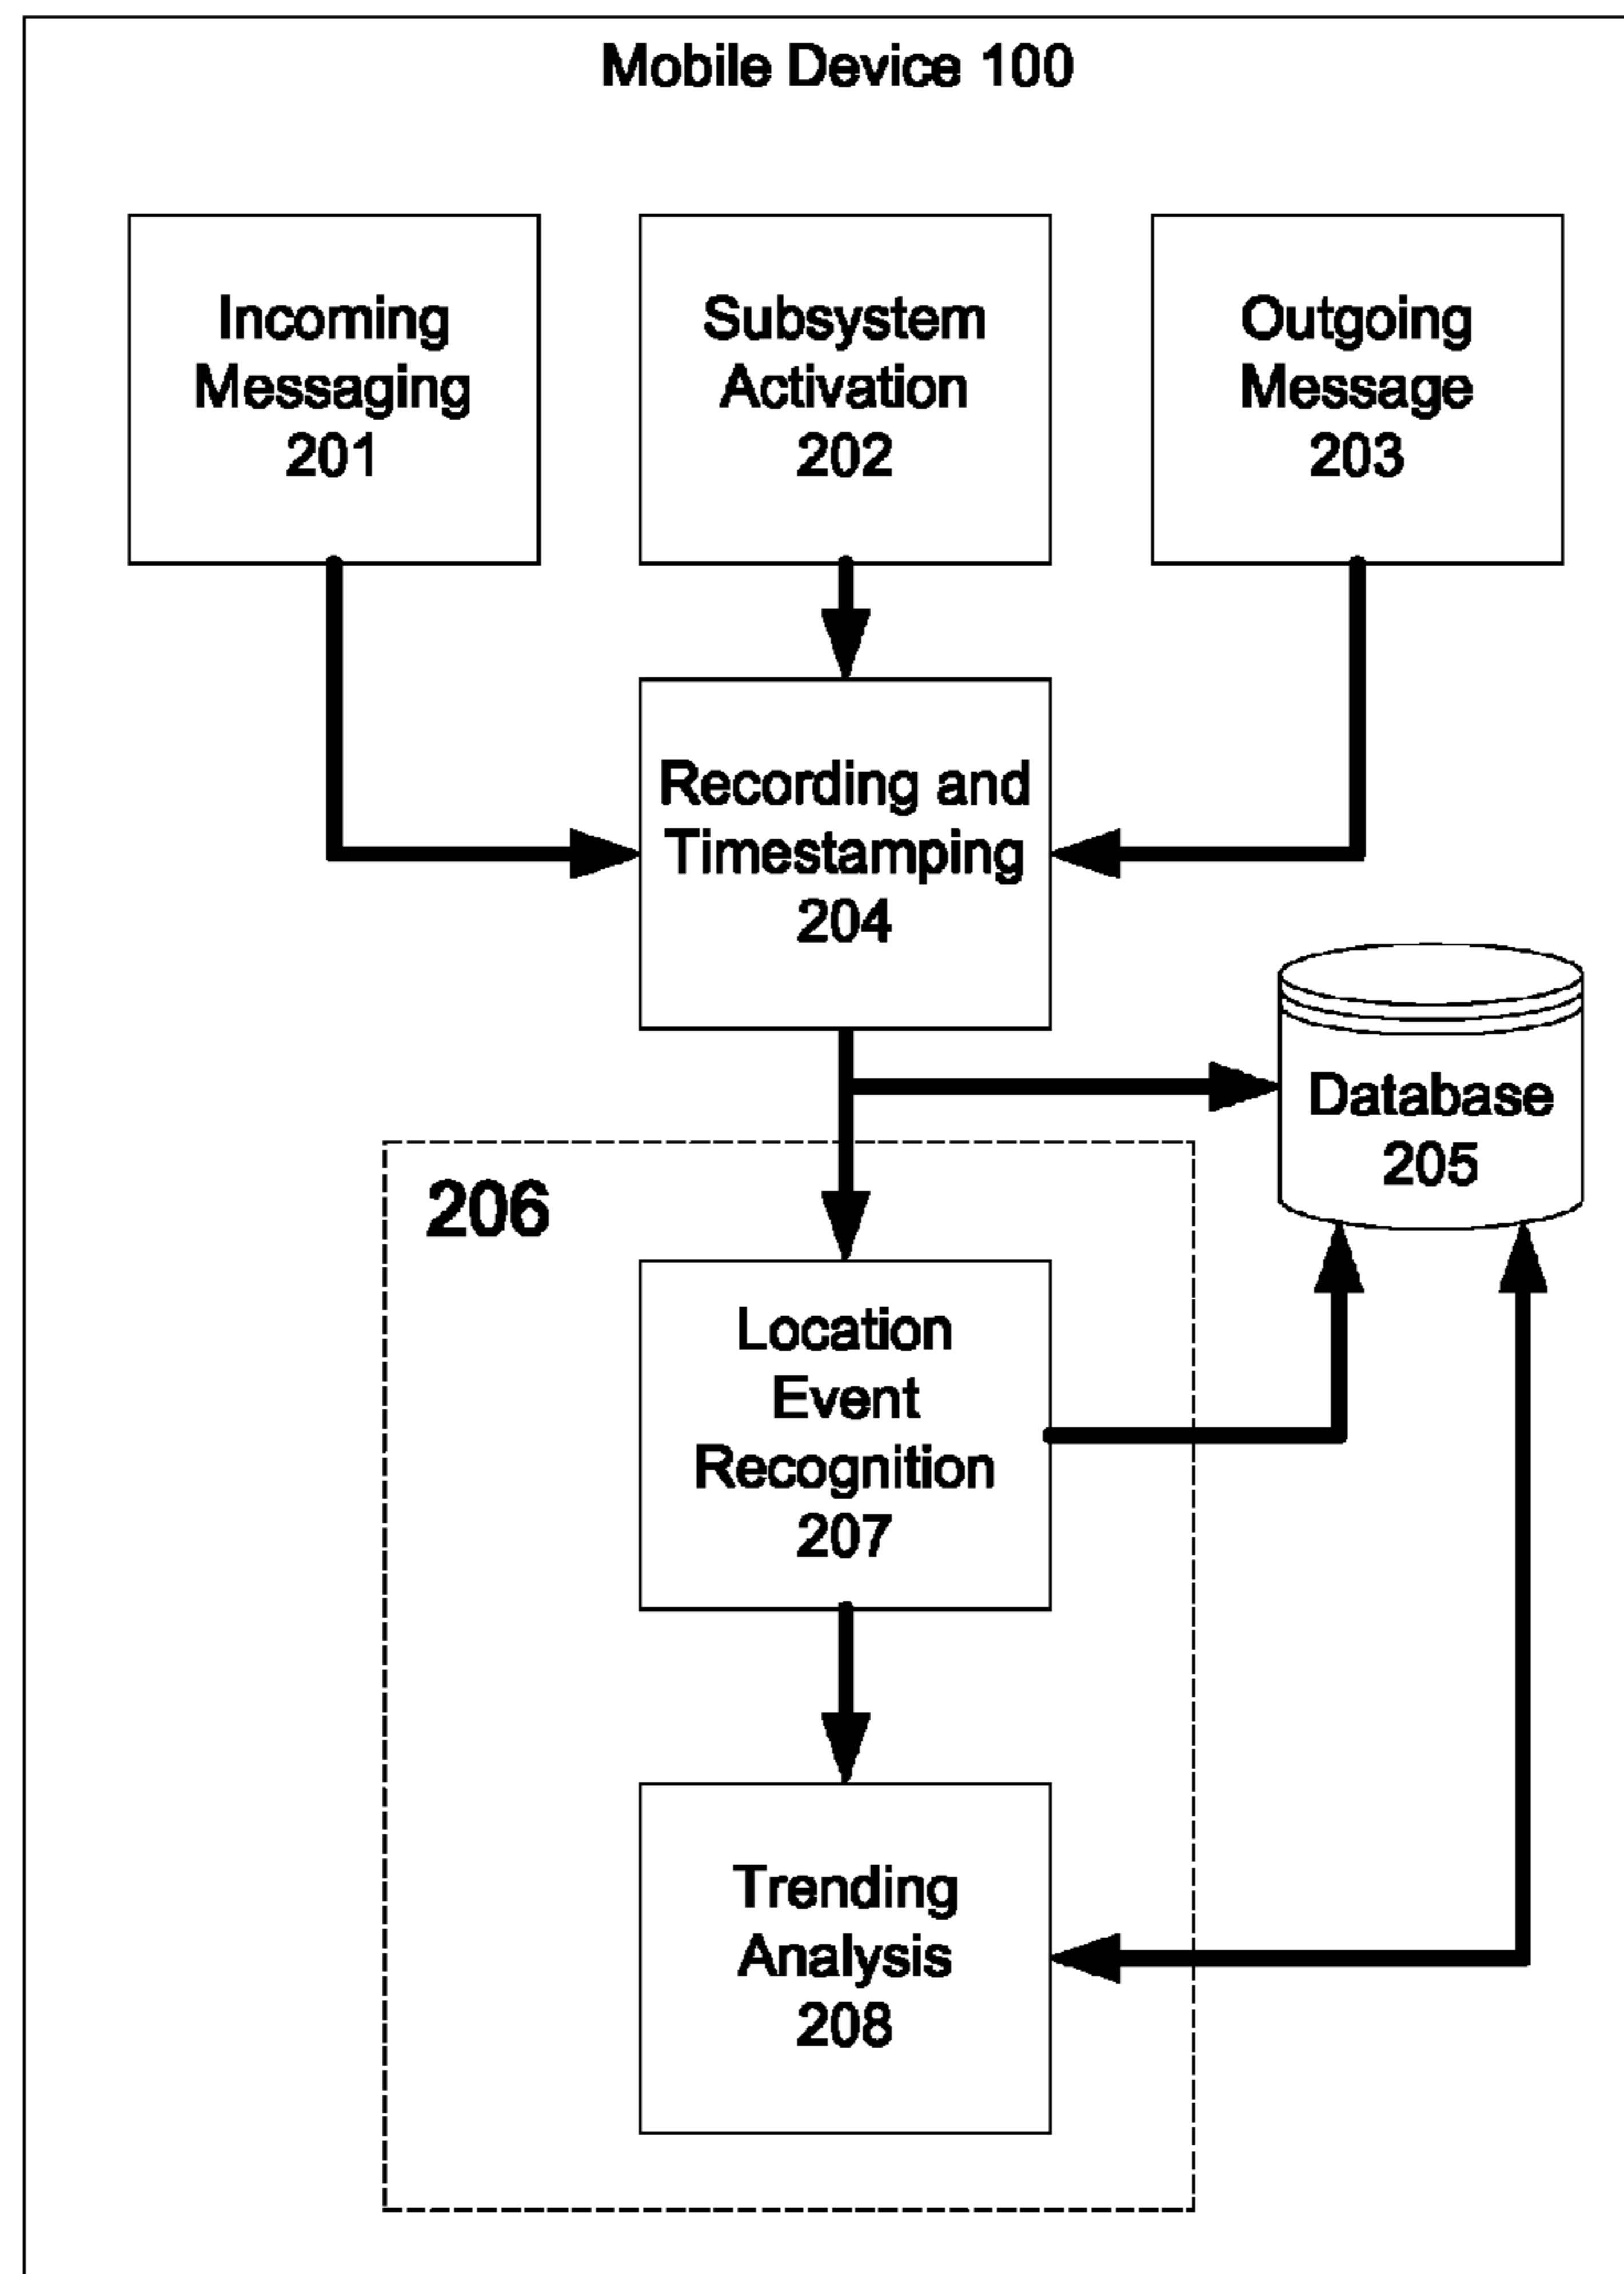 Mobile Device 100
Incoming
Messaging
201
Subsystem
Activation
202
Outgoing
Message
203
Recording and
Timestamping
204
Database
205
206
Location
Event
Recognition
207
Trending
Analysis
208